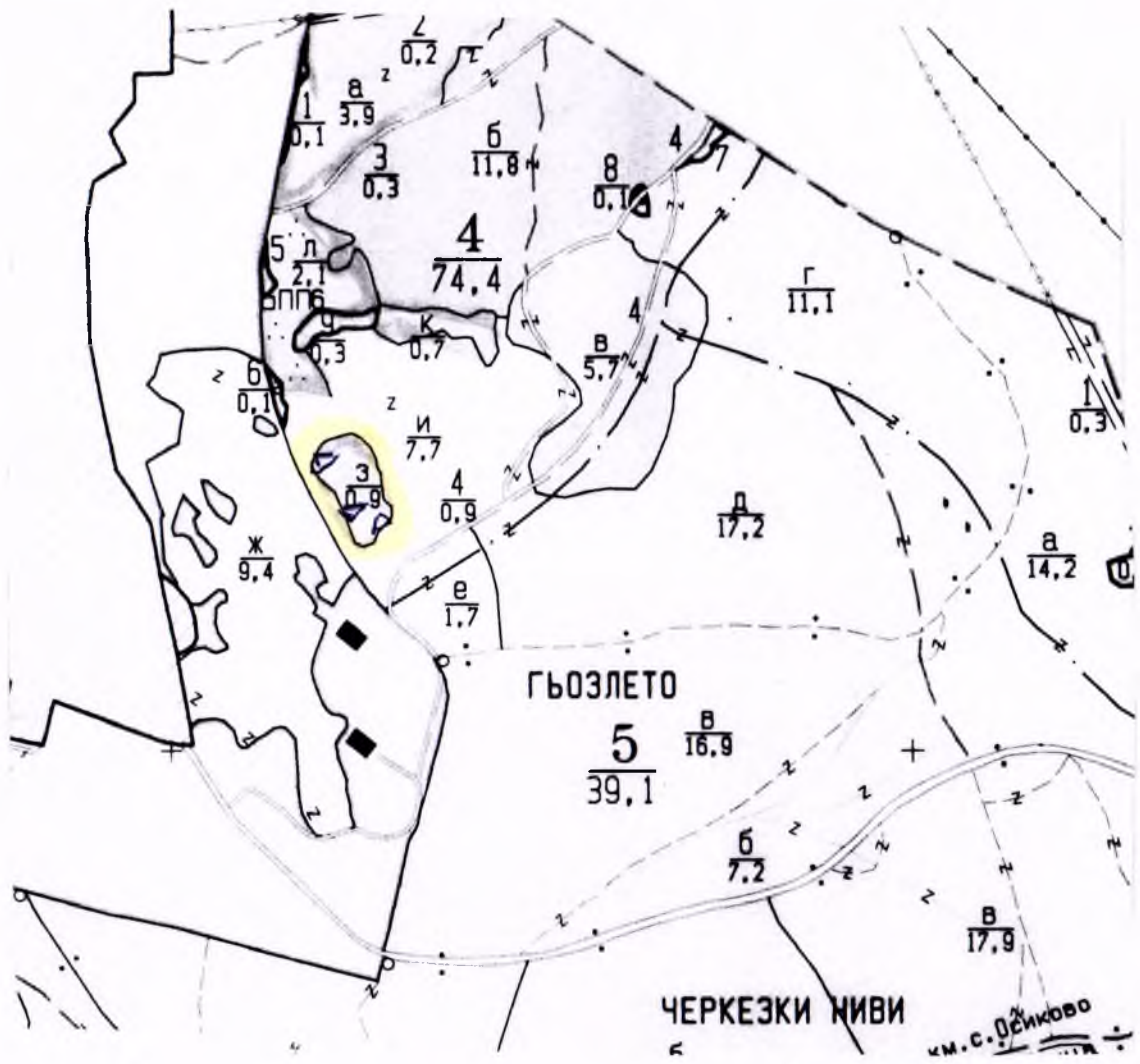 2
0,2
1
0,1
а
3,9
б
11,8
3
0,3
4
7
8
0,1
4
74,4
5
л
2,1
ВПП6
г
11,1
4
0,3
к
0,7
в
5,7
6
0,1
1
0,3
и
7,7
з
0,9
4
0,9
д
17,2
ж
9,4
а
14,2
е
1,7
ГЬОЗЛЕТО
5
39,1
в
16,9
б
7,2
в
17,9
ЧЕРКЕЗКИ НИВИ
км.с.Осиково